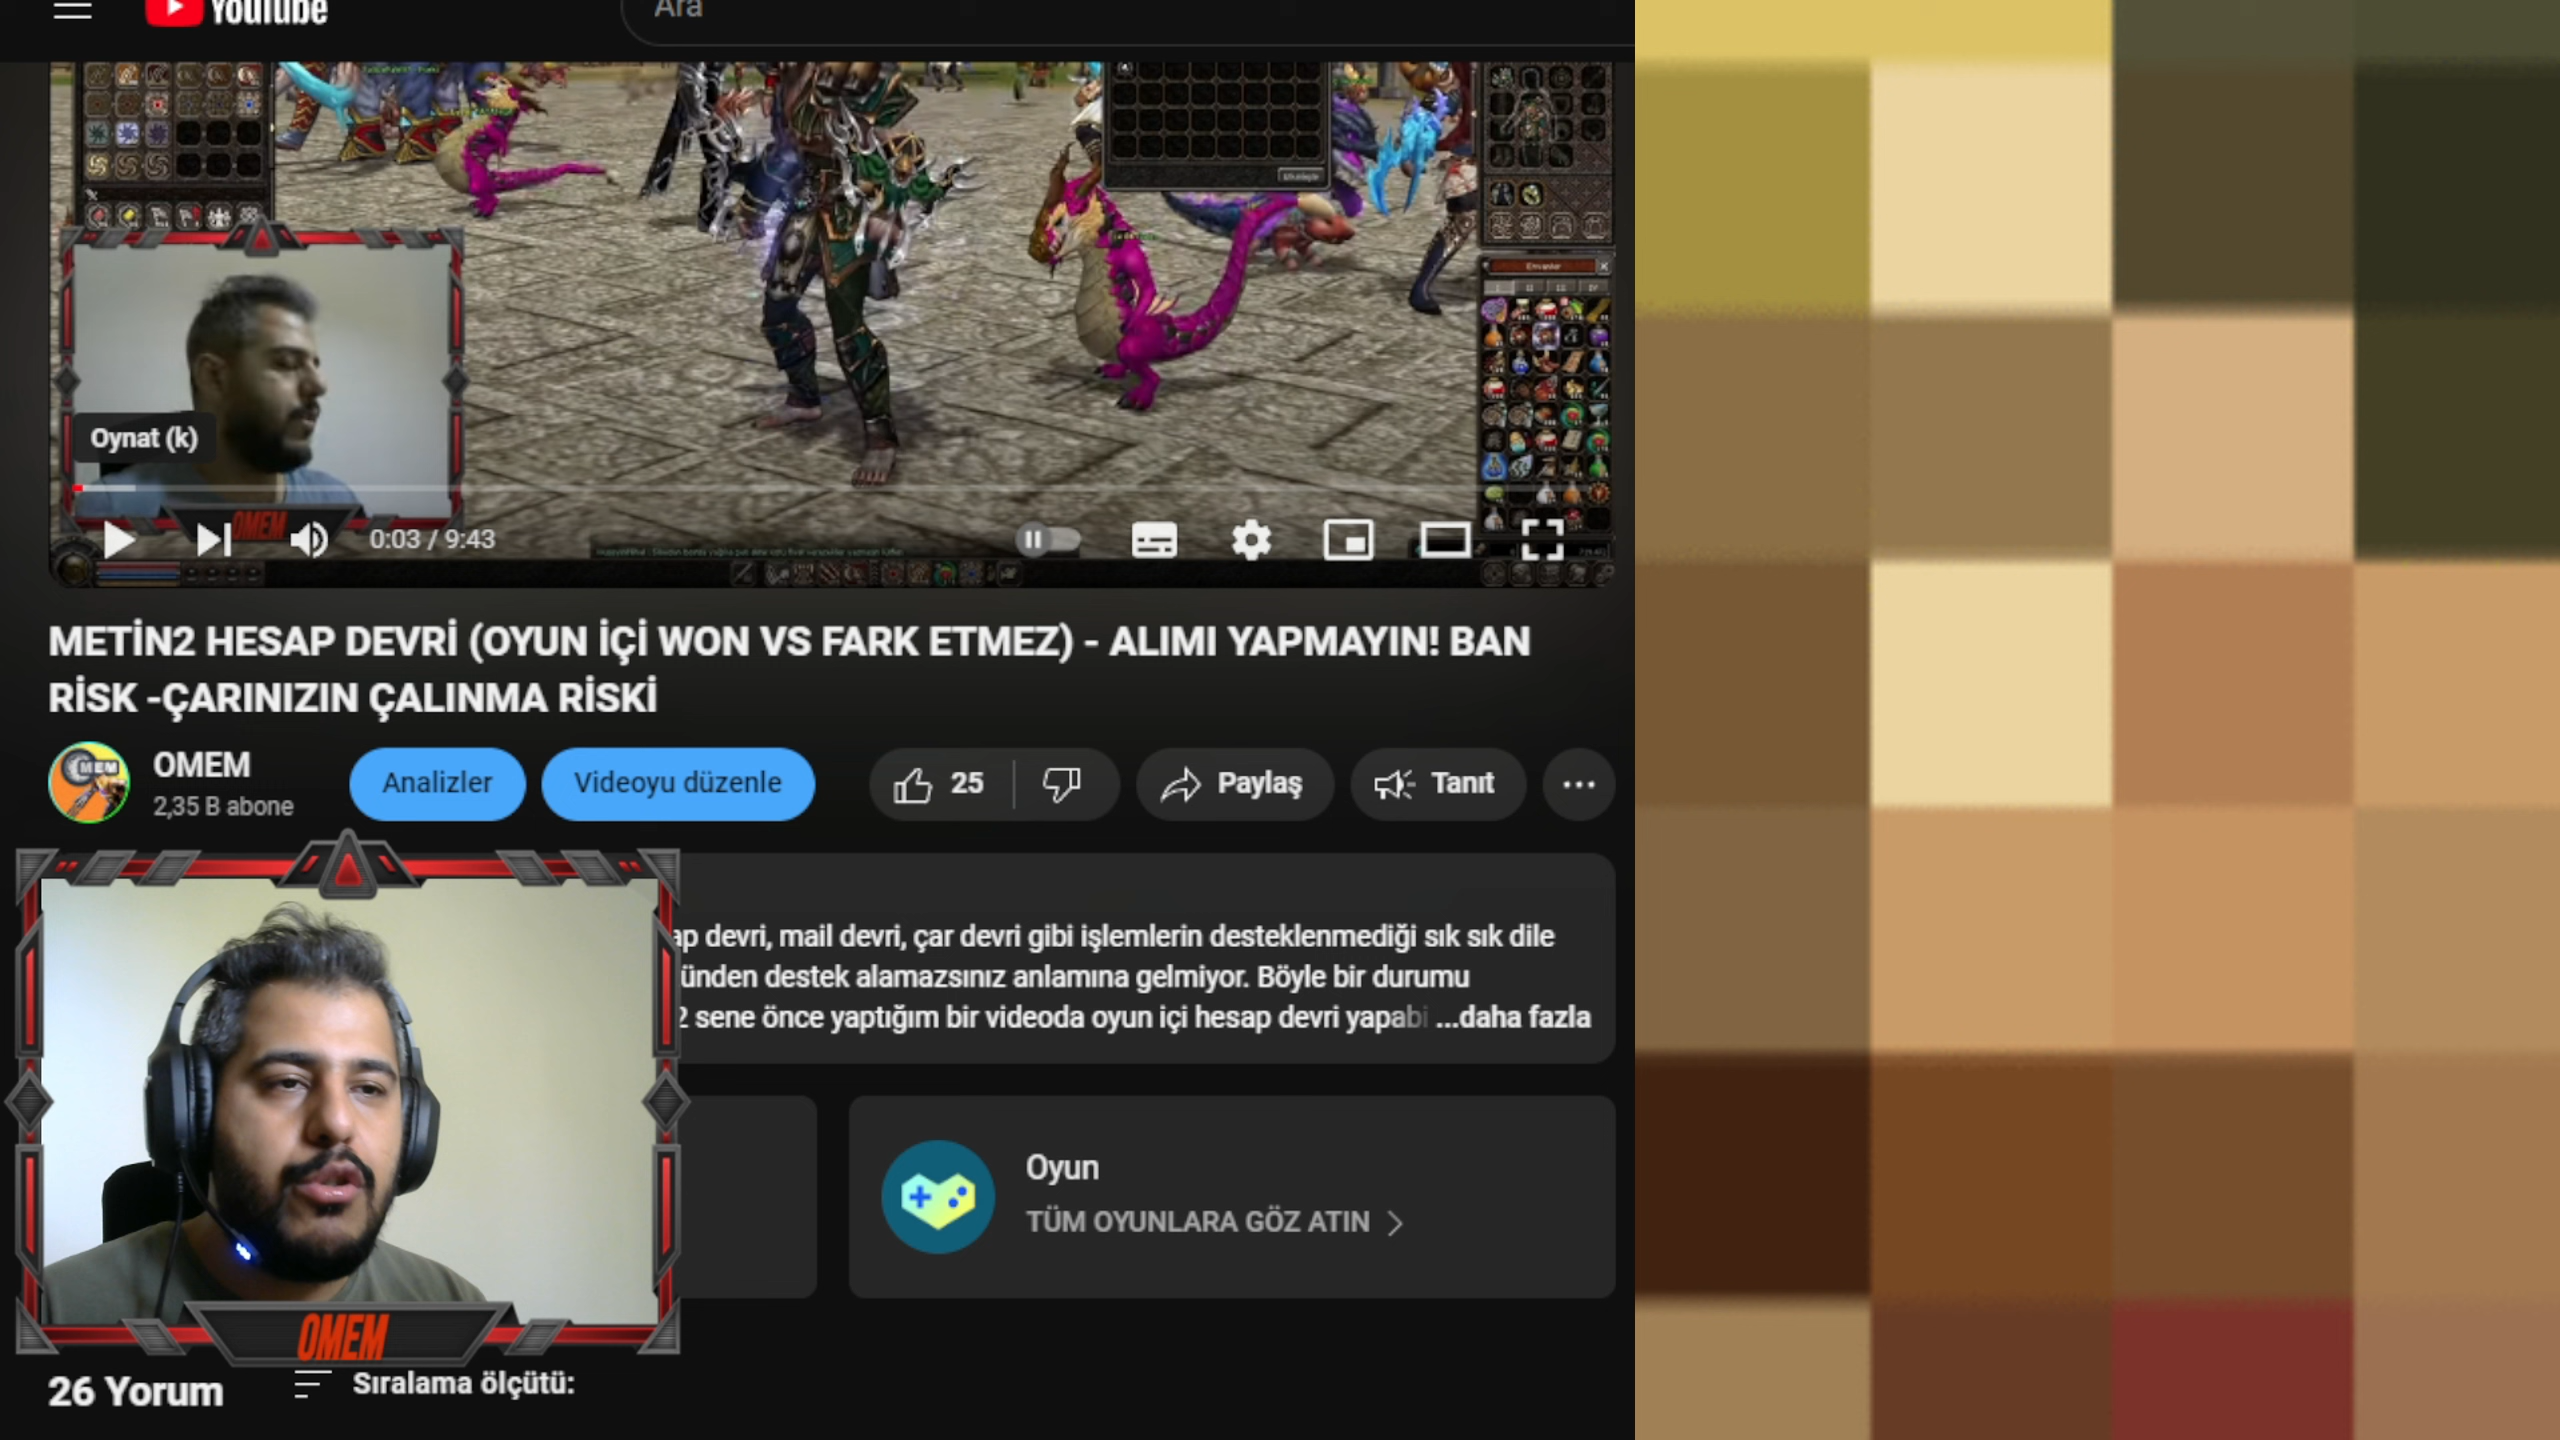 YouTube
Ara
Envanter
Oynat (k)
OMEM
0:03 / 9:43
METİN2 HESAP DEVRİ (OYUN İÇİ WON VS FARK ETMEZ) - ALIMI YAPMAYIN! BAN
RİSK -ÇARINIZIN ÇALINMA RİSKİ
OMEM
2,35 B abone
Analizler
Videoyu düzenle
25
Paylaş
Tanıt
ap devri, mail devri, çar devri gibi işlemlerin desteklenmediği sık sık dile
ünden destek alamazsınız anlamına gelmiyor. Böyle bir durumu
2 sene önce yaptığım bir videoda oyun içi hesap devri yapabi ...daha fazla
Oyun
TÜM OYUNLARA GÖZ ATIN
OMEM
26 Yorum
Sıralama ölçütü: